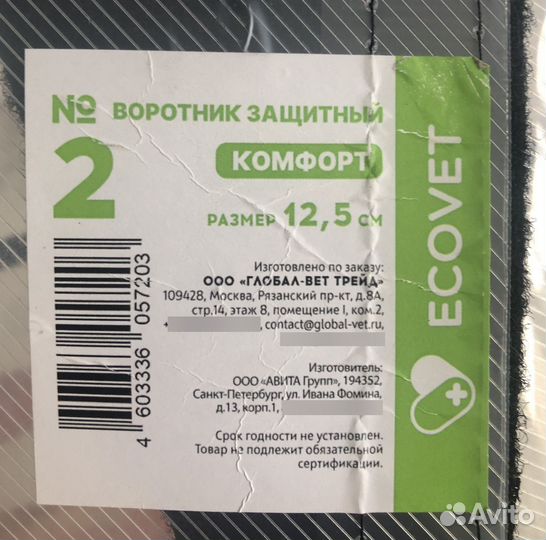 № 2
ВОРОТНИК ЗАЩИТНЫЙ
КОМФОРТ
РАЗМЕР 12,5 СМ
Изготовлено по заказу:
ООО «ГЛОБАЛ-ВЕТ ТРЕЙД»
109428, Москва, Рязанский пр-кт, д.8А,
стр.14, этаж 8, помещение I, ком.2,
+ , contact@global-vet.ru,
Изготовитель:
ООО «АВИТА Групп», 194352,
Санкт-Петербург, ул. Ивана Фомина,
д.13, корп.1,
Срок годности не установлен.
Товар не подлежит обязательной
сертификации.
4 603336 057203
ECOVET
Avito